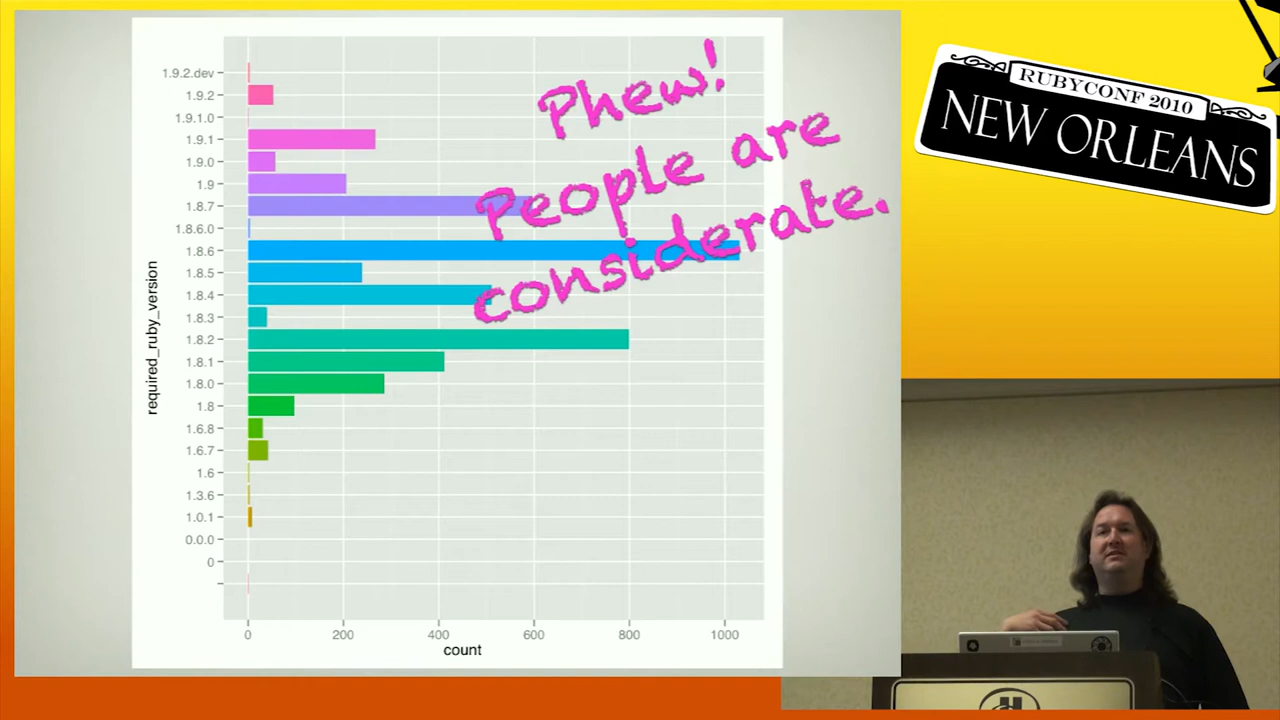 1.9.2.dev
1.9.2
1.9.1.0
1.9.1
1.9.0
1.9
1.8.7
1.8.6.0
1.8.6
1.8.5
1.8.4
1.8.3
1.8.2
1.8.1
1.8.0
1.8
1.6.8
1.6.7
1.6
1.3.6
1.0.1
0.0.0
0
required_ruby_version
0 200 400 600 800 1000
count
Phew!
People are
considerate.
RUBYCONF 2010
NEW ORLEANS